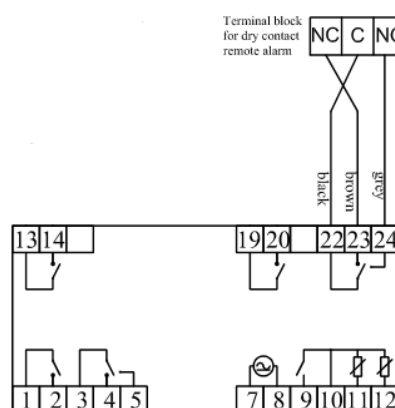 Terminal block
for dry contact
remote alarm
NC C NO
black brown grey
13 14 19 20 22 23 24
1 2 3 4 5 7 8 9 10 11 12